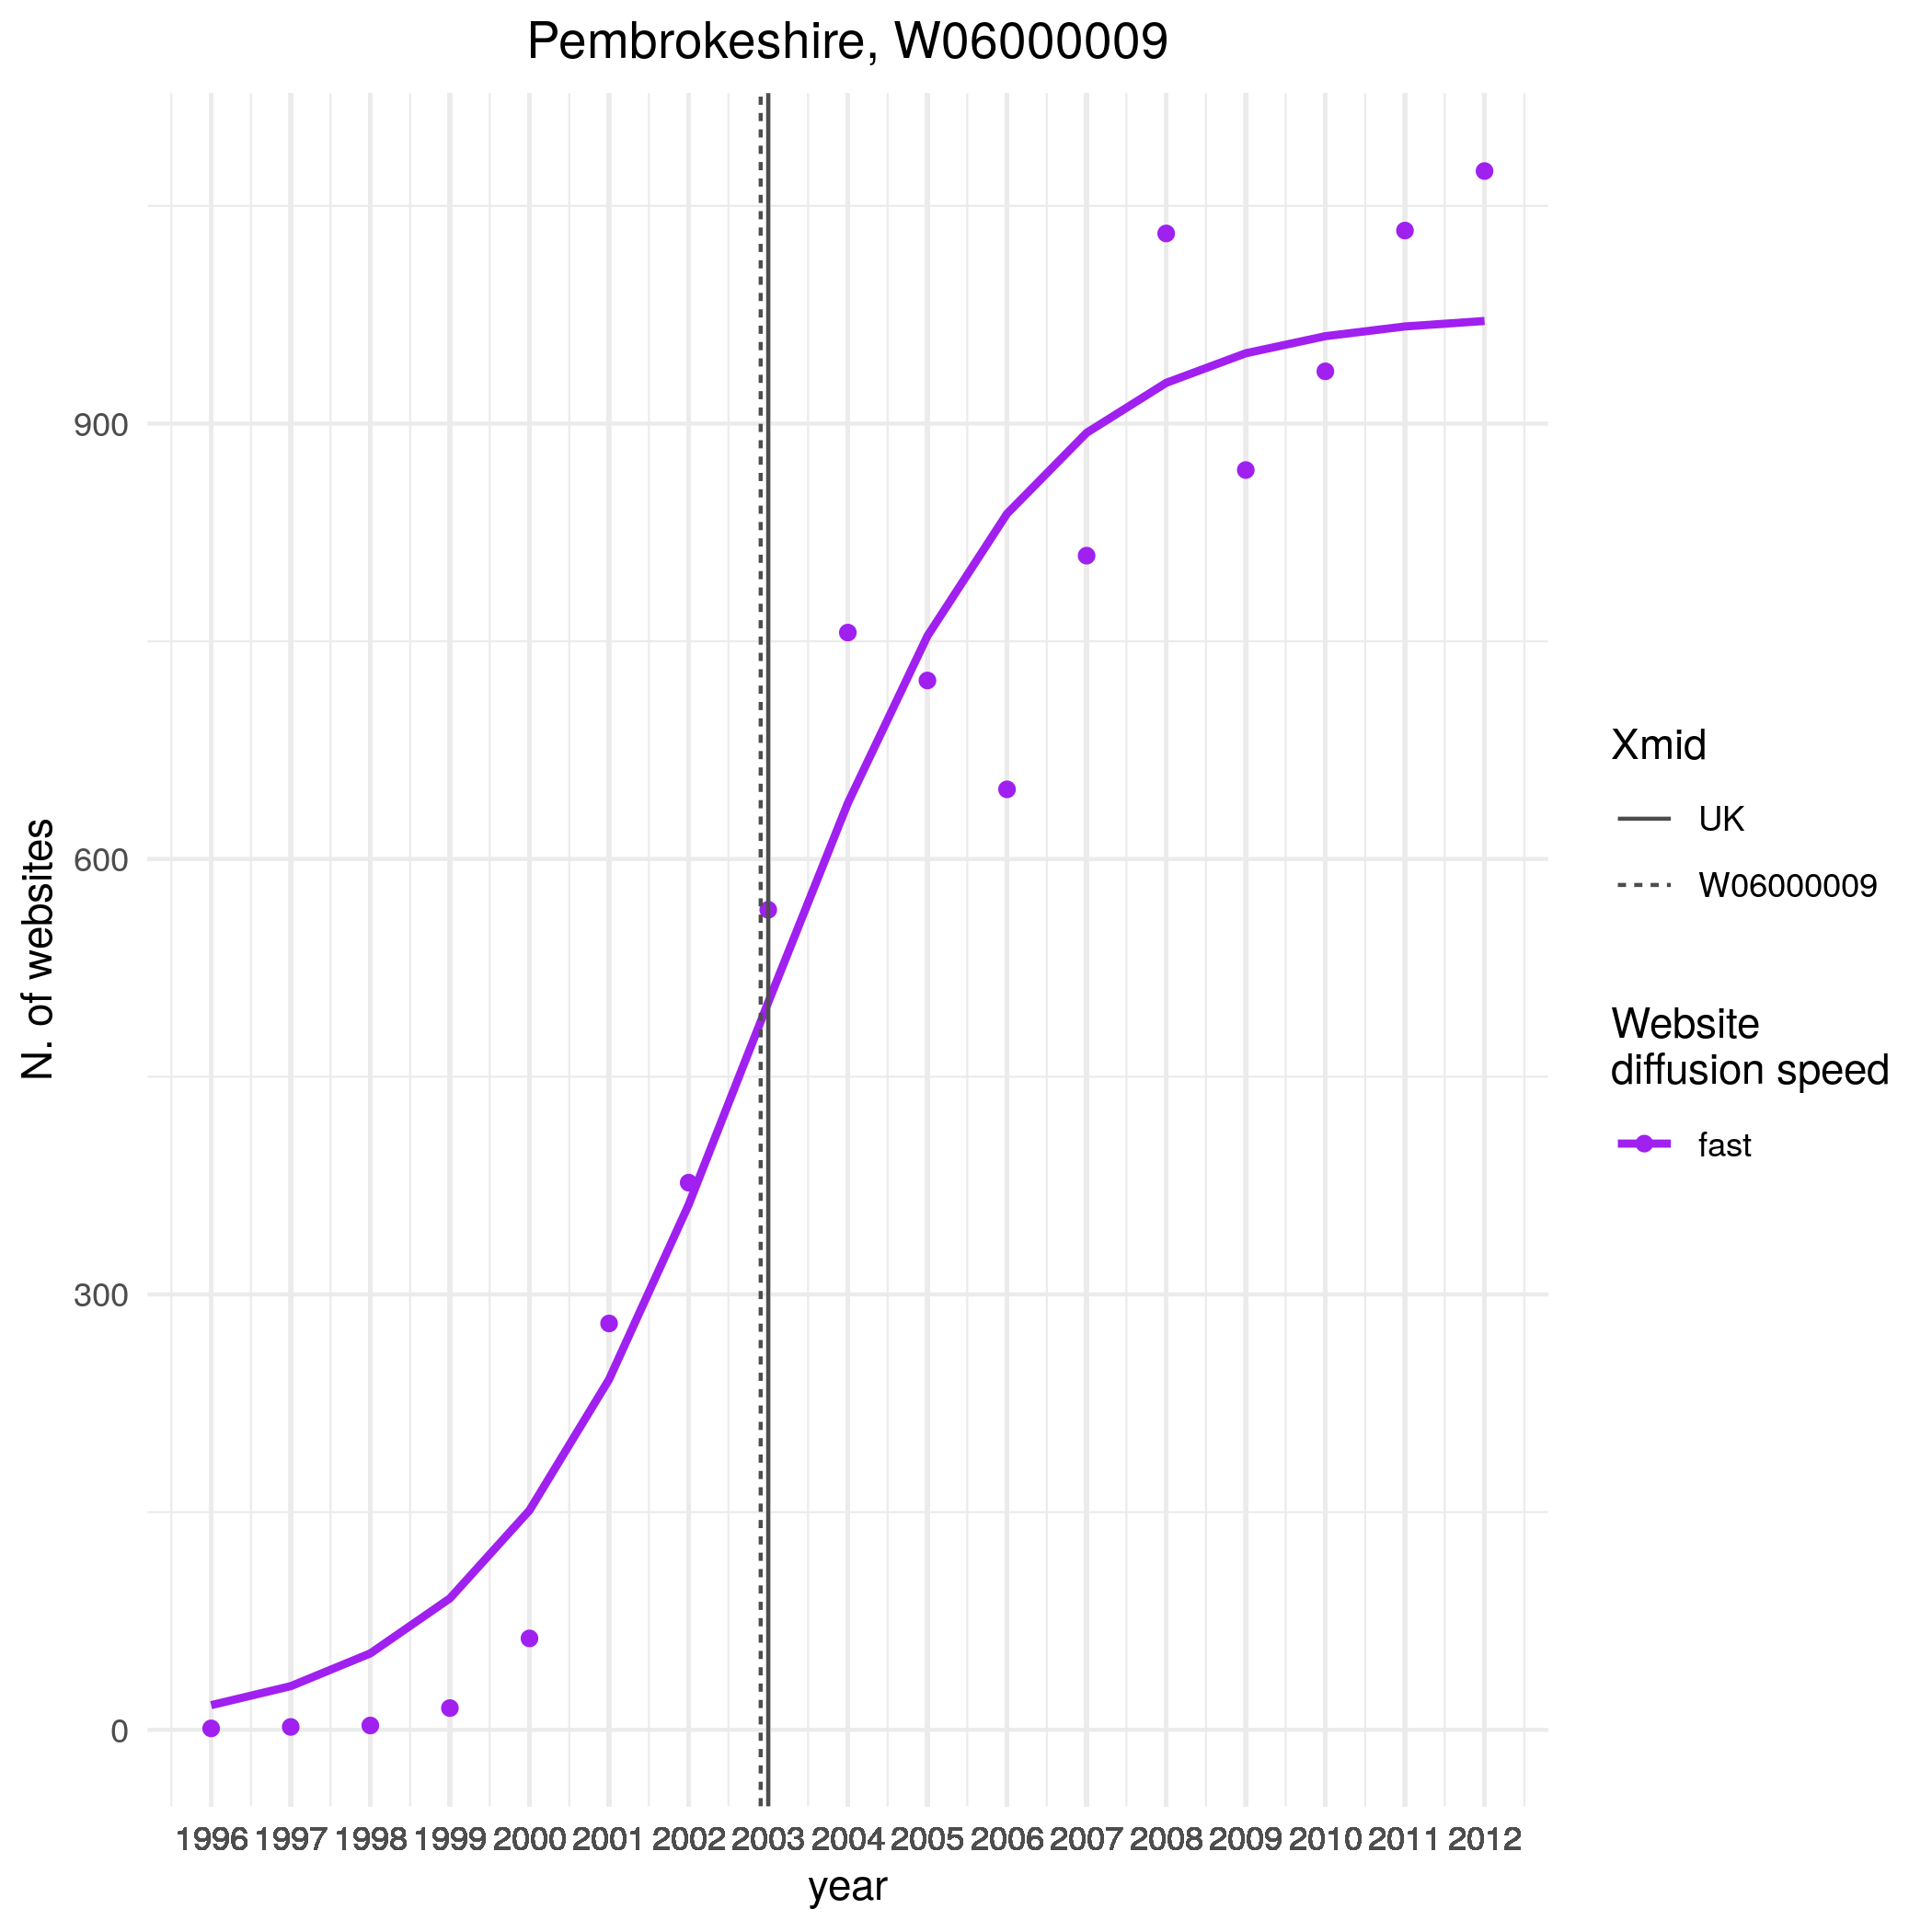 Pembrokeshire, W06000009
N. of websites
900
600
300
0
1996 1997 1998 1999 2000 2001 2002 2003 2004 2005 2006 2007 2008 2009 2010 2011 2012
year
Xmid
UK
W06000009
Website
diffusion speed
fast